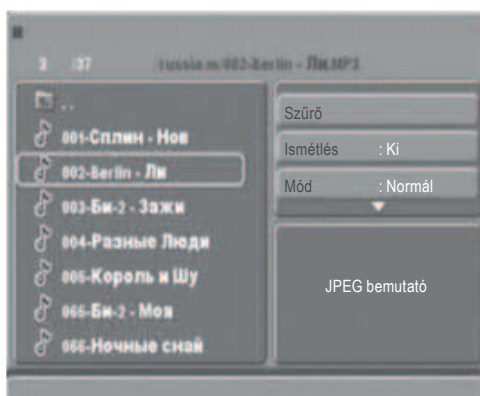 3 :37 russia m/002-Berlin - Ли.MP3
..
001-Сплин - Нов
002-Berlin - Ли
003-Би-2 - Зажи
004-Разные Люди
005-Король и Шу
065-Би-2 - Моя
066-Ночные снай
Szűrő
Ismétlés : Ki
Mód : Normál
JPEG bemutató